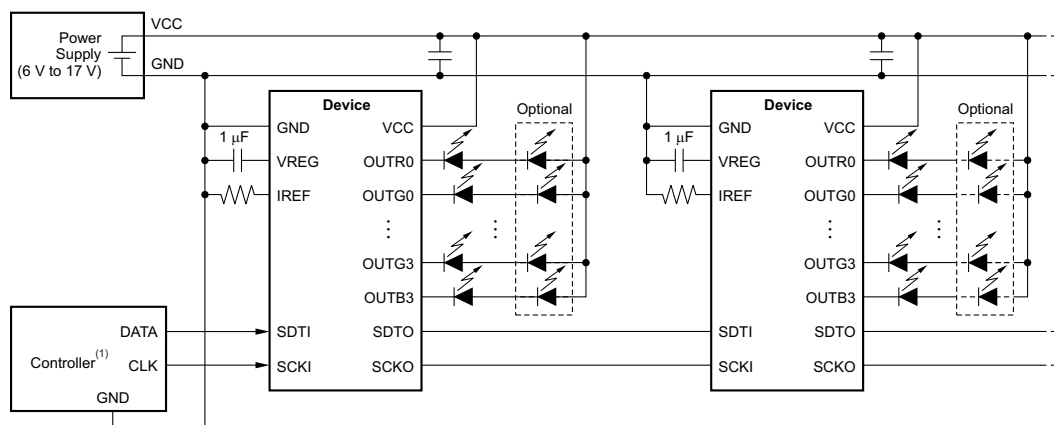 VCC
Power
Supply
(6 V to 17 V)
GND
Device
Optional
Device
Optional
GND
VCC
1 μF
VREG
OUTR0
IREF
OUTG0
⋮
⋮
OUTG3
OUTB3
SDTI
SDTO
SCKI
SCKO
GND
VCC
1 μF
VREG
OUTR0
IREF
OUTG0
⋮
⋮
OUTG3
OUTB3
SDTI
SDTO
SCKI
SCKO
DATA
Controller(1)
CLK
GND